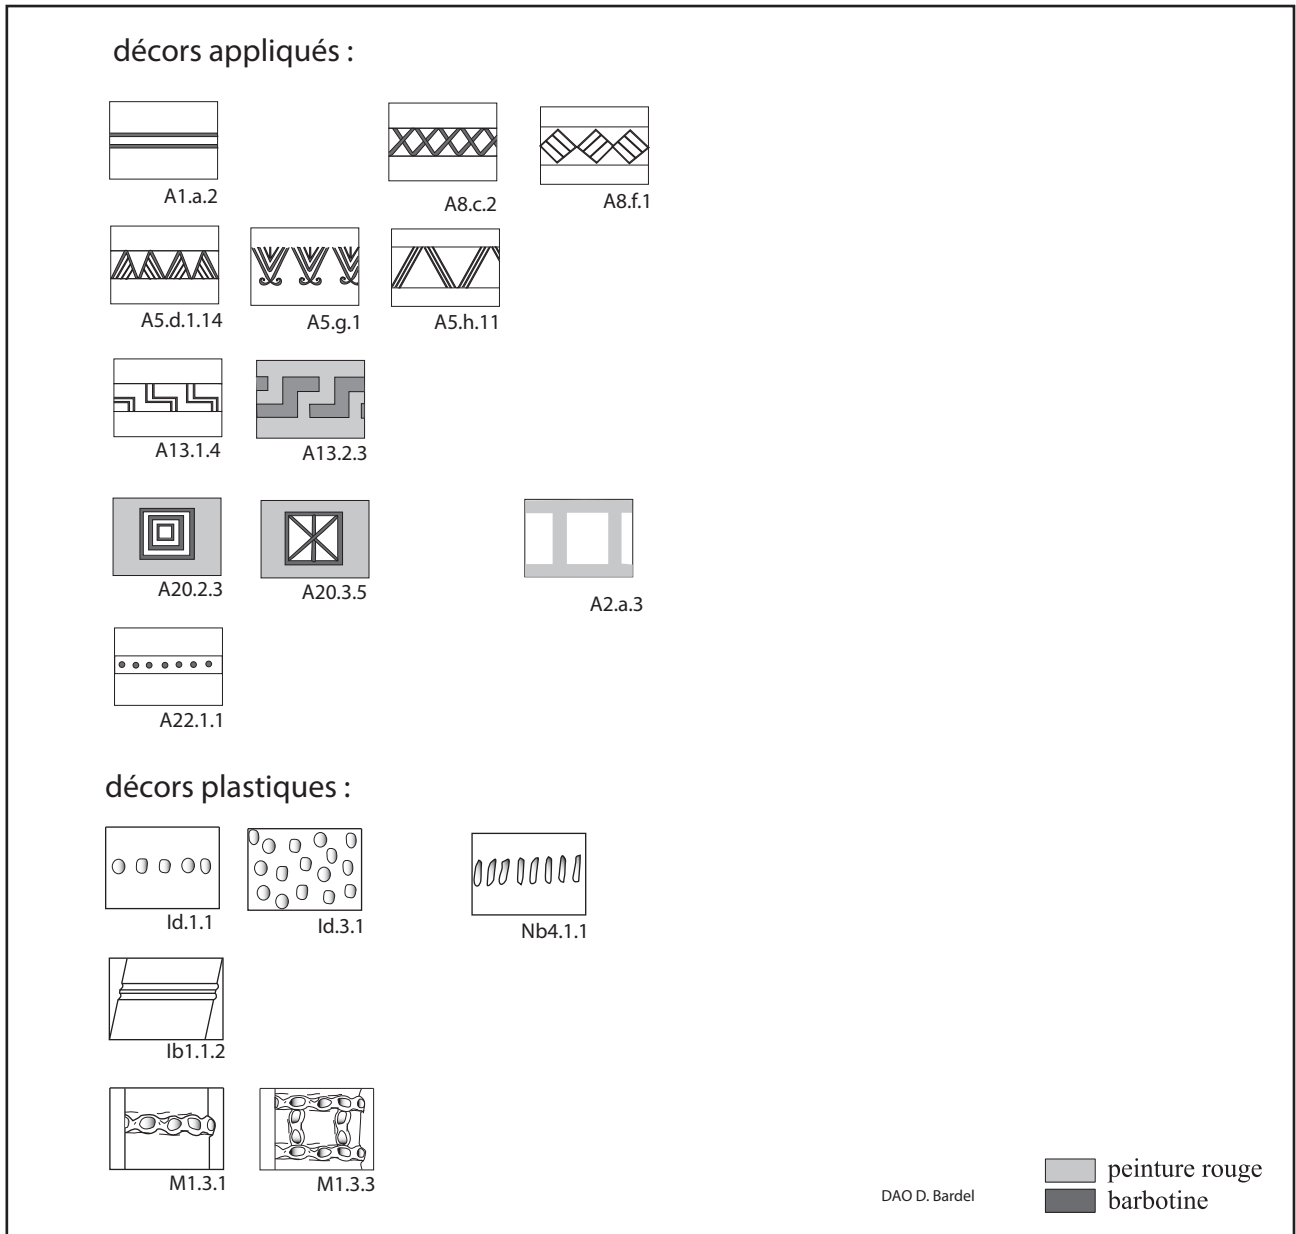 décors appliqués :
A1.a.2
A8.c.2
A8.f.1
A5.d.1.14
A5.g.1
A5.h.11
A13.1.4
A13.2.3
A20.2.3
A20.3.5
A2.a.3
A22.1.1
décors plastiques :
Id.1.1
Id.3.1
Nb4.1.1
Ib1.1.2
M1.3.1
M1.3.3
DAO D. Bardel
peinture rouge
barbotine